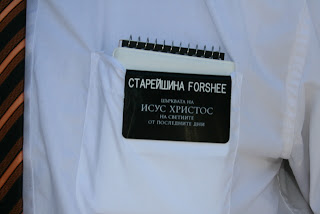 СТАРЕЙШИНА FORSHEE
ЦЪРКВАТА НА
ИСУС ХРИСТОС
НА СВЕТИИТЕ
ОТ ПОСЛЕДНИТЕ ДНИ